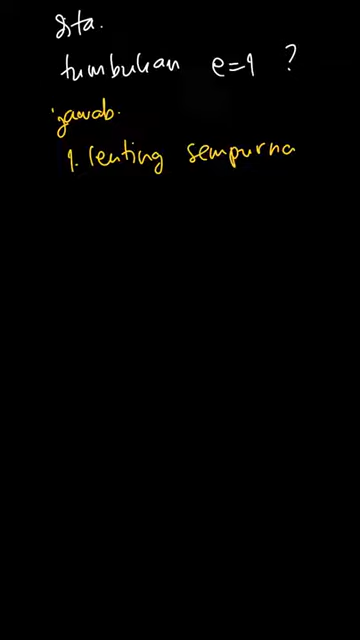 dita.
tumbukan e=1 ?
jawab.
1. lenting sempurna